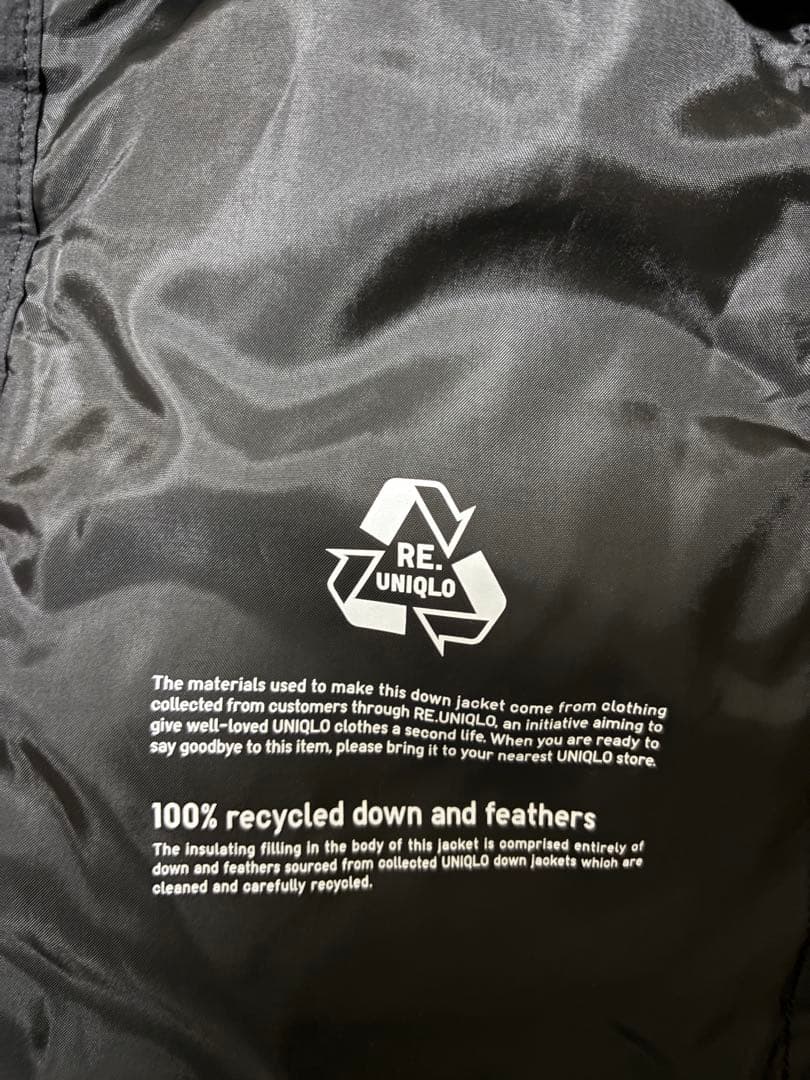 RE.
UNIQLO
The materials used to make this down jacket come from clothing
collected from customers through RE.UNIQLO, an initiative aiming to
give well-loved UNIQLO clothes a second life. When you are ready to
say goodbye to this item, please bring it to your nearest UNIQLO store.
100% recycled down and feathers
The insulating filling in the body of this jacket is comprised entirely of
down and feathers sourced from collected UNIQLO down jackets which are
cleaned and carefully recycled.